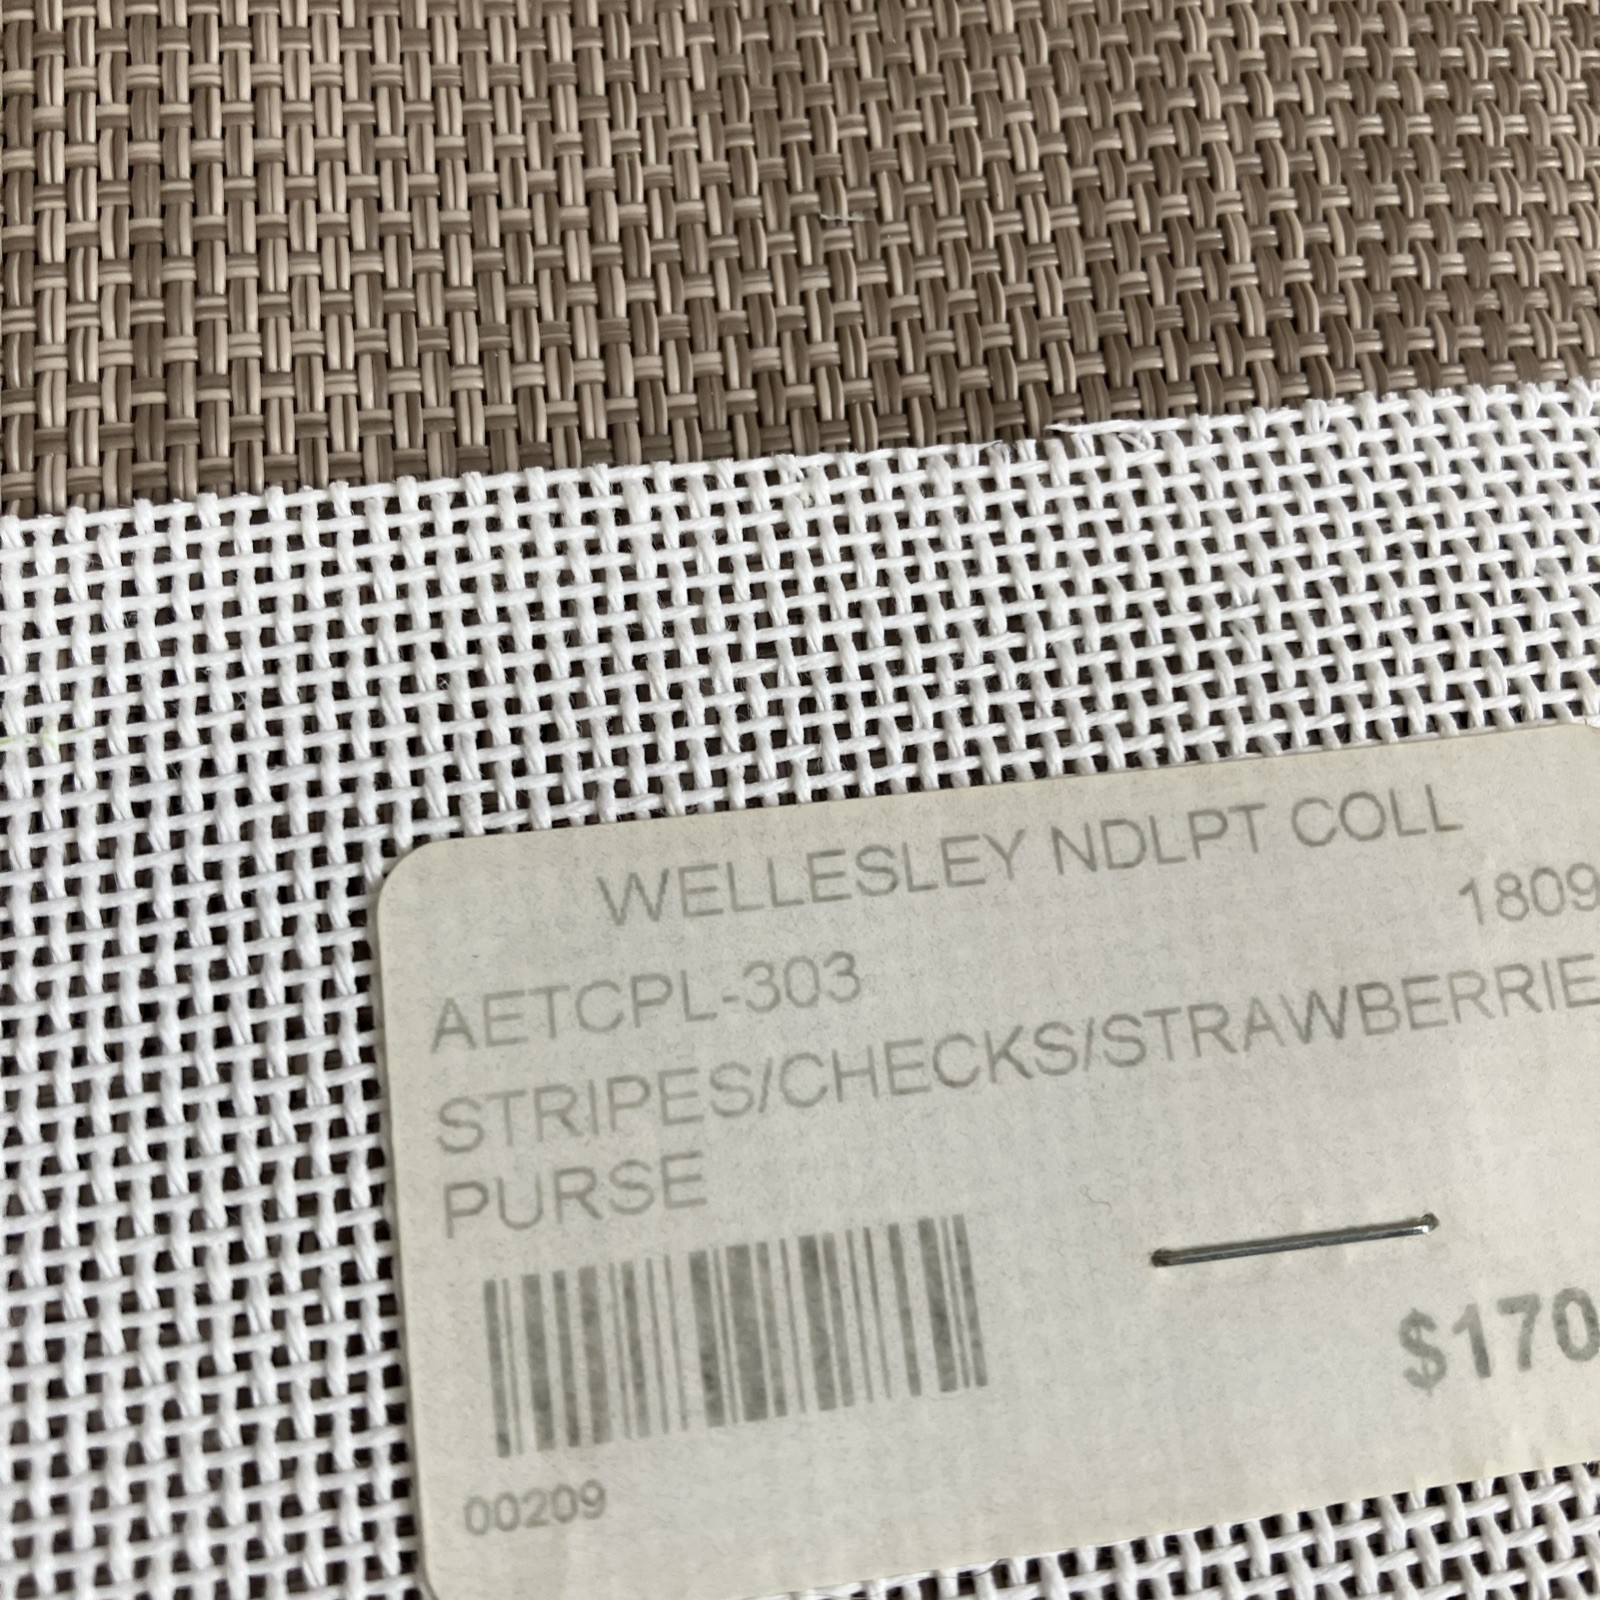 WELLESLEY NDLPT COLL
1809
AETCPL-303
STRIPES/CHECKS/STRAWBERRIE
PURSE
$170
00209